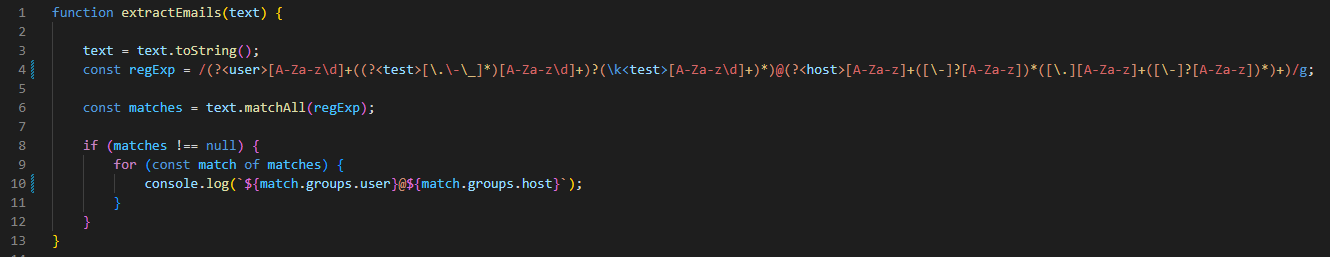 1 function extractEmails(text) {
2
3 text = text.toString();
4 const regExp = /(?<user>[A-Za-z\d]+((?<test>[\.\-\_]*)[A-Za-z\d]+)?(\k<test>[A-Za-z\d]+)*)@(?<host>[A-Za-z]+([\-]?[A-Za-z])*([\.][A-Za-z]+([\-]?[A-Za-z])*)+)/g;
5
6 const matches = text.matchAll(regExp);
7
8 if (matches !== null) {
9 for (const match of matches) {
10 console.log(`${match.groups.user}@${match.groups.host}`);
11 }
12 }
13 }